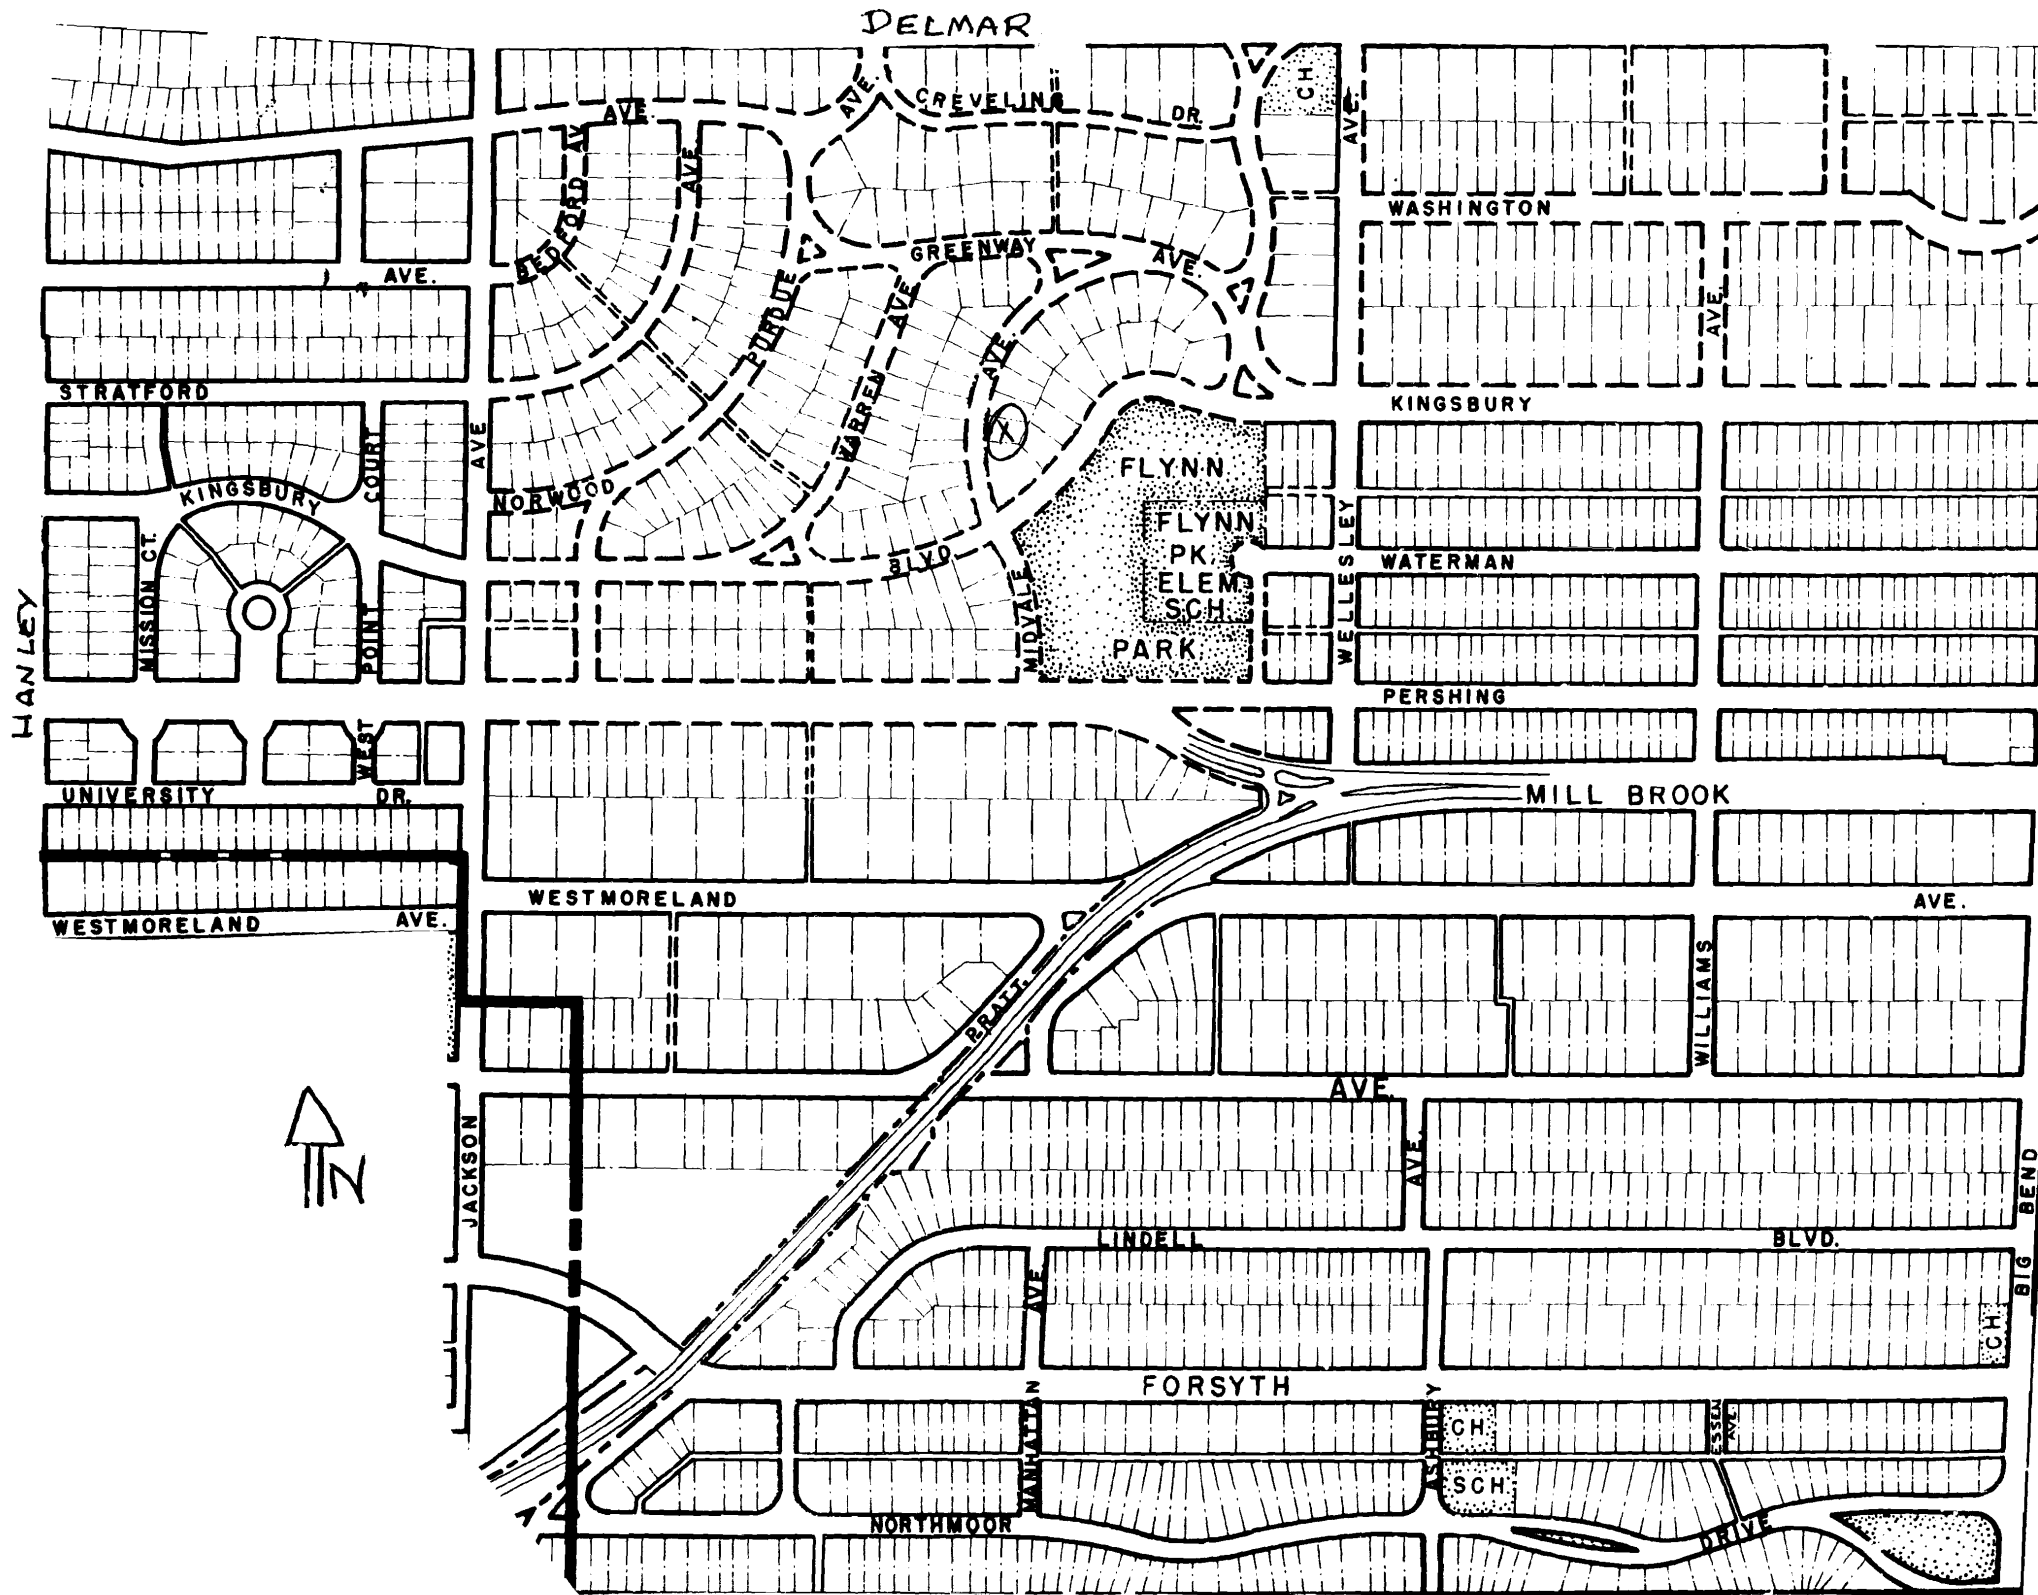 DELMAR
CREVELING
DR.
AVE.
AVE.
CH
AVE.
BEDFORD AV
AVE
WASHINGTON
GREENWAY
AVE.
AVE.
PURDUE
WARREN
AVE
AVE.
AVE.
STRATFORD
KINGSBURY
AVE
COURT
X
FLYNN
KINGSBURY
NORWOOD
FLYNN
PK.
ELEM.
SCH.
PARK
WELLESLEY
WATERMAN
BLVD.
MIDVALE
HANLEY
MISSION CT.
POINT
WEST
PERSHING
UNIVERSITY
DR.
MILL BROOK
WESTMORELAND
AVE.
WESTMORELAND
AVE.
PRATT.
WILLIAMS
AVE.
N
JACKSON
AVE.
BIG BEND
LINDELL
BLVD.
AVE.
CH.
FORSYTH
MANHATTAN
ASHBURY
CH.
ESSEX
AVE.
SCH.
NORTHMOOR
DRIVE